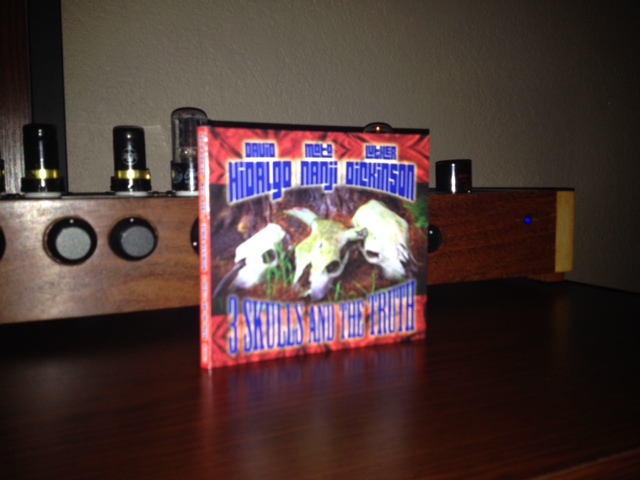 DAVID MATO LUTHER
HIDALGO NANJI DICKINSON
3 SKULLS AND THE TRUTH